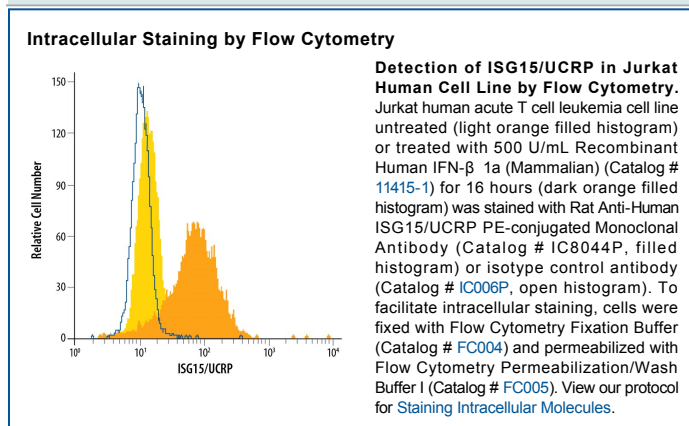 Intracellular Staining by Flow Cytometry
150
120
90
60
30
0
Relative Cell Number
10⁰ 10¹ 10² 10³ 10⁴
ISG15/UCRP
Detection of ISG15/UCRP in Jurkat
Human Cell Line by Flow Cytometry.
Jurkat human acute T cell leukemia cell line
untreated (light orange filled histogram)
or treated with 500 U/mL Recombinant
Human IFN-β 1a (Mammalian) (Catalog #
11415-1) for 16 hours (dark orange filled
histogram) was stained with Rat Anti-Human
ISG15/UCRP PE-conjugated Monoclonal
Antibody (Catalog # IC8044P, filled
histogram) or isotype control antibody
(Catalog # IC006P, open histogram). To
facilitate intracellular staining, cells were
fixed with Flow Cytometry Fixation Buffer
(Catalog # FC004) and permeabilized with
Flow Cytometry Permeabilization/Wash
Buffer I (Catalog # FC005). View our protocol
for Staining Intracellular Molecules.